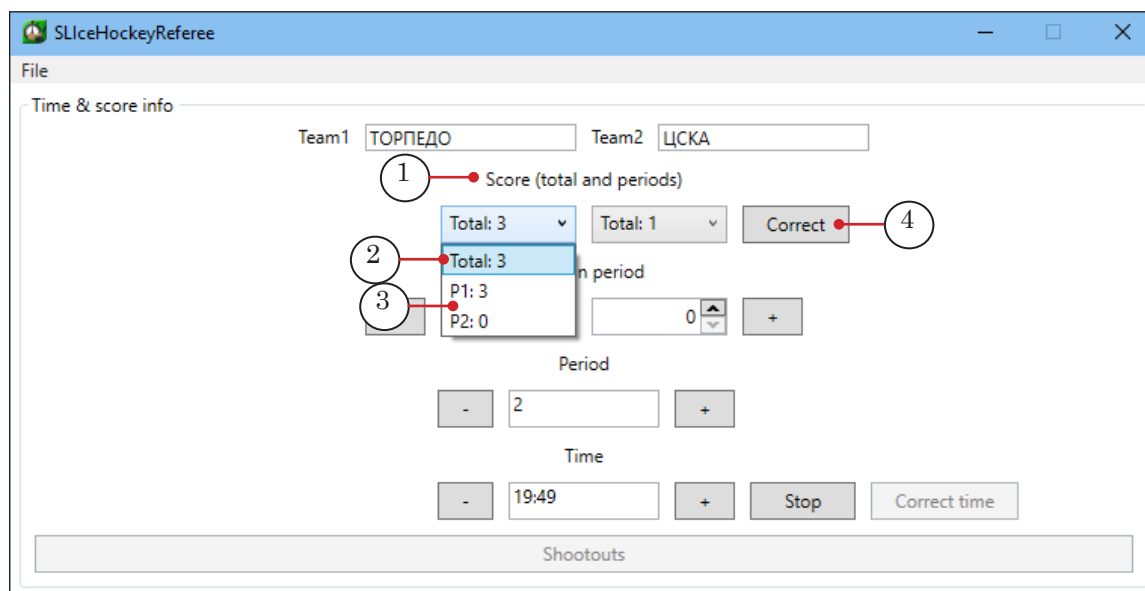 SLIceHockeyReferee
File
Time & score info
Team1 ТОРПЕДО Team2 ЦСКА
1 Score (total and periods)
Total: 3 Total: 1 Correct 4
2 Total: 3
n period
3 P1: 3
0 +
P2: 0
Period
- 2 +
Time
- 19:49 + Stop Correct time
Shootouts